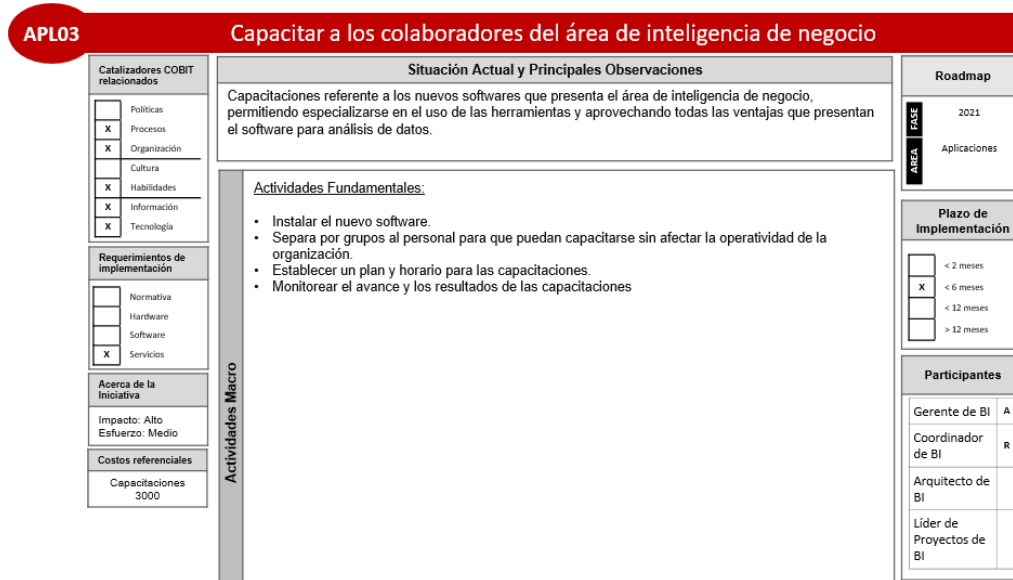 APL03
Capacitar a los colaboradores del área de inteligencia de negocio
Catalizadores COBIT
relacionados
Políticas
X Procesos
X Organización
Cultura
X Habilidades
X Información
X Tecnología
Requerimientos de
implementación
Normativa
Hardware
Software
X Servicios
Acerca de la
Iniciativa
Impacto: Alto
Esfuerzo: Medio
Costos referenciales
Capacitaciones
3000
Situación Actual y Principales Observaciones
Capacitaciones referente a los nuevos softwares que presenta el área de inteligencia de negocio,
permitiendo especializarse en el uso de las herramientas y aprovechando todas las ventajas que presentan
el software para análisis de datos.
Actividades Macro
Actividades Fundamentales:
• Instalar el nuevo software.
• Separa por grupos al personal para que puedan capacitarse sin afectar la operatividad de la
organización.
• Establecer un plan y horario para las capacitaciones.
• Monitorear el avance y los resultados de las capacitaciones
Roadmap
FASE 2021
AREA Aplicaciones
Plazo de
Implementación
< 2 meses
X < 6 meses
< 12 meses
> 12 meses
Participantes
Gerente de BI A
Coordinador
de BI R
Arquitecto de
BI
Líder de
Proyectos de
BI